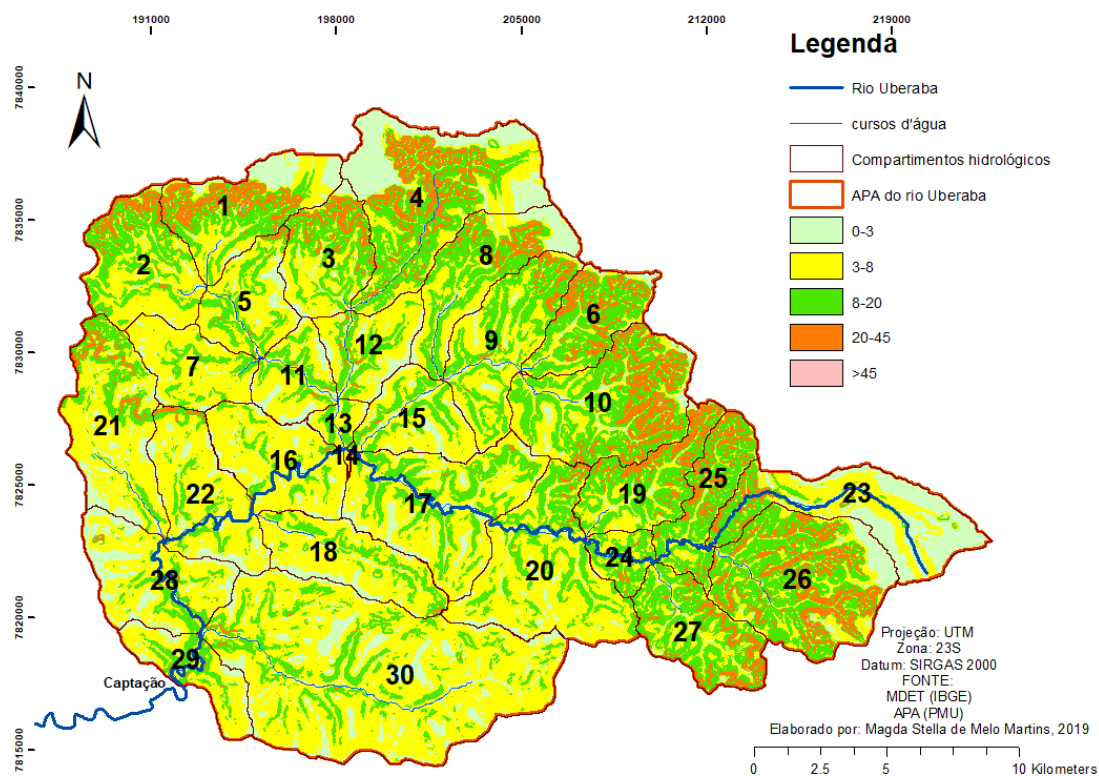 191000 198000 205000 212000 219000
7840000
7835000
7830000
7825000
7820000
7815000
N
Legenda
Rio Uberaba
cursos d'água
Compartimentos hidrológicos
APA do rio Uberaba
0-3
3-8
8-20
20-45
>45
1
4
2
3
8
5
6
12
9
7
11
10
21
13
15
16
14
25
22
17
19
23
18
24
28
20
26
27
29
30
Captação
Projeção: UTM
Zona: 23S
Datum: SIRGAS 2000
FONTE:
MDET (IBGE)
APA (PMU)
Elaborado por: Magda Stella de Melo Martins, 2019
0 2.5 5 10 Kilometers
191000 198000 205000 212000